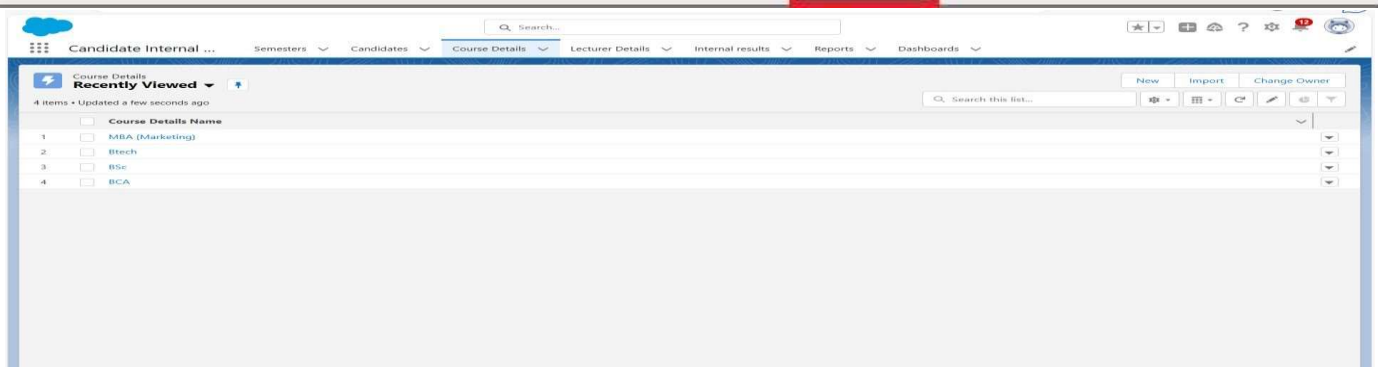 Search...
12
Candidate Internal ... Semesters Candidates Course Details Lecturer Details Internal results Reports Dashboards
Course Details
Recently Viewed
New Import Change Owner
4 items • Updated a few seconds ago
Search this list...
Course Details Name
1 MBA (Marketing)
2 Btech
3 BSc
4 BCA